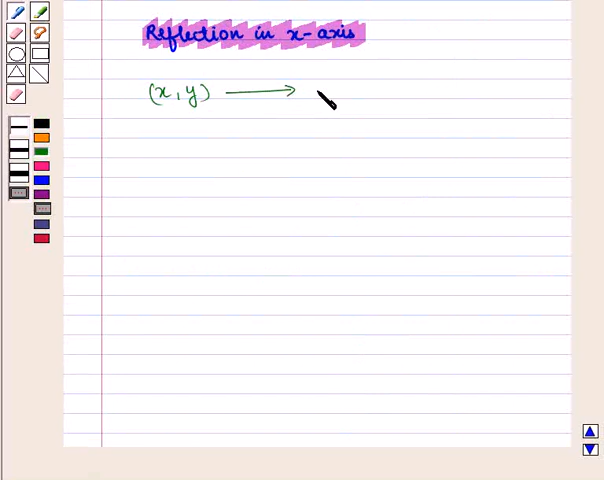 Reflection in x-axis
(x, y) ⟶